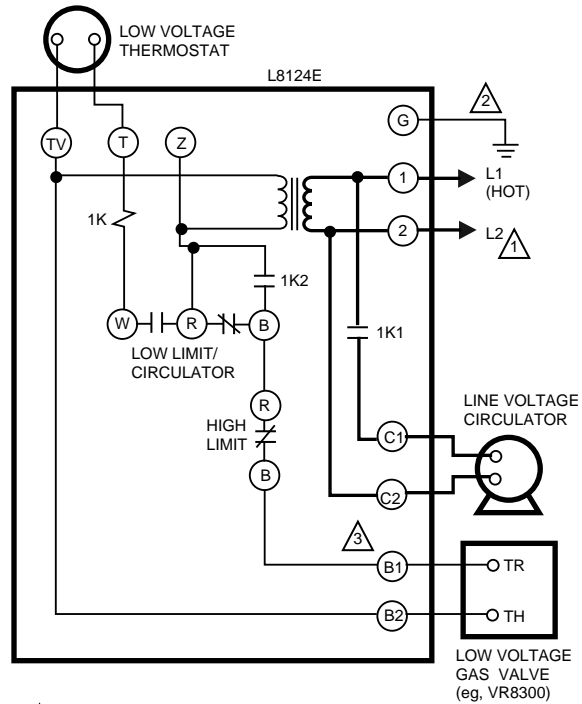 LOW VOLTAGE
THERMOSTAT
L8124E
2
G
TV
T
Z
1
L1
(HOT)
2
L2
1
1K
1K2
W
R
B
1K1
LOW LIMIT/
CIRCULATOR
LINE VOLTAGE
CIRCULATOR
R
HIGH
LIMIT
C1
B
C2
3
B1
TR
B2
TH
LOW VOLTAGE
GAS VALVE
(eg, VR8300)